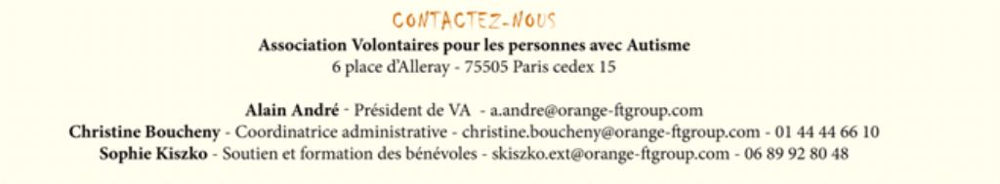 CONTACTEZ-NOUS
Association Volontaires pour les personnes avec Autisme
6 place d'Alleray - 75505 Paris cedex 15
Alain André - Président de VA - a.andre@orange-ftgroup.com
Christine Boucheny - Coordinatrice administrative - christine.boucheny@orange-ftgroup.com - 01 44 44 66 10
Sophie Kiszko - Soutien et formation des bénévoles - skiszko.ext@orange-ftgroup.com - 06 89 92 80 48